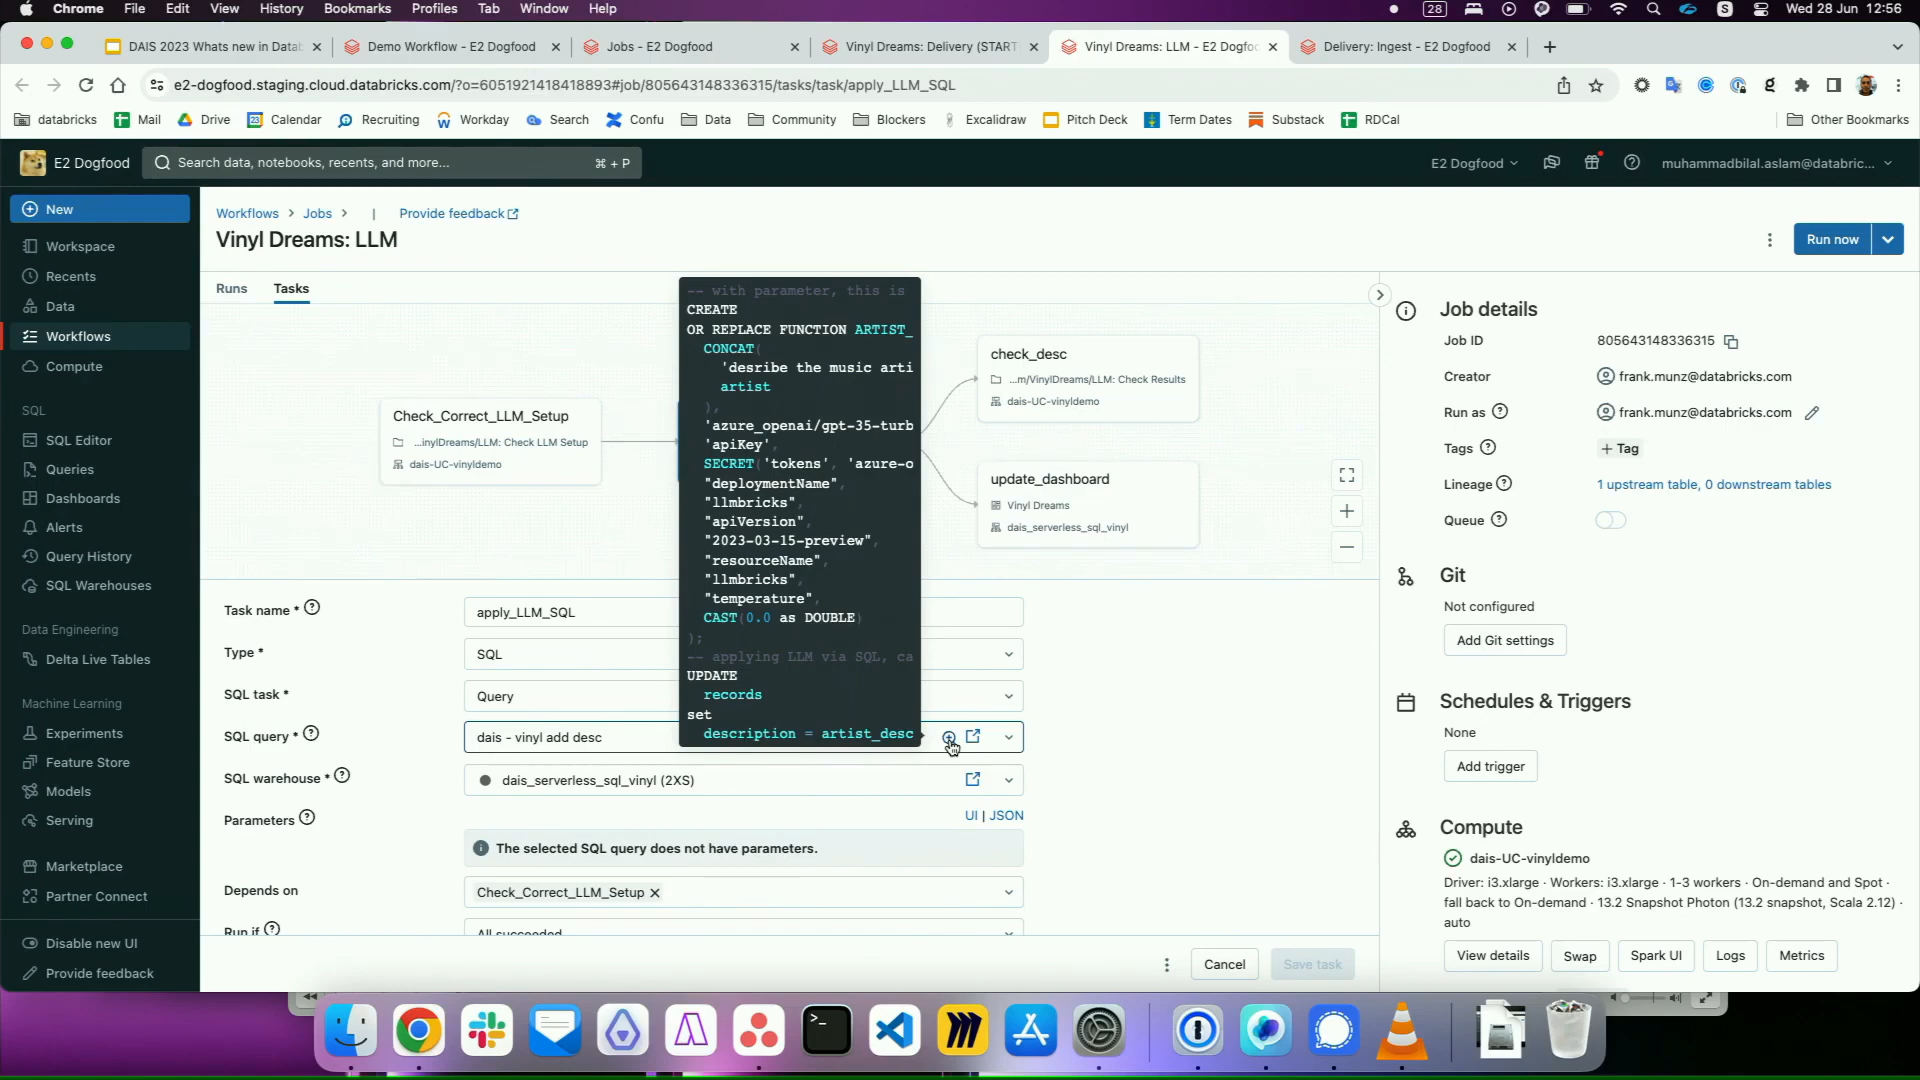 Chrome File Edit View History Bookmarks Profiles Tab Window Help 28 Wed 28 Jun 12:56
DAIS 2023 Whats new in Datab
Demo Workflow - E2 Dogfood
Jobs - E2 Dogfood
Vinyl Dreams: Delivery (START
Vinyl Dreams: LLM - E2 Dogfoo
Delivery: Ingest - E2 Dogfood
e2-dogfood.staging.cloud.databricks.com/?o=6051921418418893#job/805643148336315/tasks/task/apply_LLM_SQL
databricks Mail Drive Calendar Recruiting Workday Search Confu Data Community Blockers Excalidraw Pitch Deck Term Dates Substack RDCal Other Bookmarks
E2 Dogfood
Search data, notebooks, recents, and more... ⌘ + P
E2 Dogfood
muhammadbilal.aslam@databric...
New
Workspace
Recents
Data
Workflows
Compute
SQL
SQL Editor
Queries
Dashboards
Alerts
Query History
SQL Warehouses
Data Engineering
Delta Live Tables
Machine Learning
Experiments
Feature Store
Models
Serving
Marketplace
Partner Connect
Disable new UI
Provide feedback
Workflows > Jobs > | Provide feedback
Vinyl Dreams: LLM
Run now
Runs Tasks
Check_Correct_LLM_Setup
...inylDreams/LLM: Check LLM Setup
dais-UC-vinyldemo
-- with parameter, this is
CREATE
OR REPLACE FUNCTION ARTIST_
CONCAT(
'desribe the music arti
artist
),
'azure_openai/gpt-35-turb
'apiKey',
SECRET('tokens', 'azure-o
"deploymentName",
"llmbricks",
"apiVersion",
"2023-03-15-preview",
"resourceName",
"llmbricks",
"temperature",
CAST(0.0 as DOUBLE)
);
-- applying LLM via SQL, ca
UPDATE
records
set
description = artist_desc
check_desc
...m/VinylDreams/LLM: Check Results
dais-UC-vinyldemo
update_dashboard
Vinyl Dreams
dais_serverless_sql_vinyl
Task name * apply_LLM_SQL
Type * SQL
SQL task * Query
SQL query * dais - vinyl add desc
SQL warehouse * dais_serverless_sql_vinyl (2XS)
Parameters UI | JSON
The selected SQL query does not have parameters.
Depends on Check_Correct_LLM_Setup
Run if All succeeded
Cancel Save task
Job details
Job ID 805643148336315
Creator frank.munz@databricks.com
Run as frank.munz@databricks.com
Tags + Tag
Lineage 1 upstream table, 0 downstream tables
Queue
Git
Not configured
Add Git settings
Schedules & Triggers
None
Add trigger
Compute
dais-UC-vinyldemo
Driver: i3.xlarge · Workers: i3.xlarge · 1-3 workers · On-demand and Spot ·
fall back to On-demand · 13.2 Snapshot Photon (13.2 snapshot, Scala 2.12) ·
auto
View details Swap Spark UI Logs Metrics